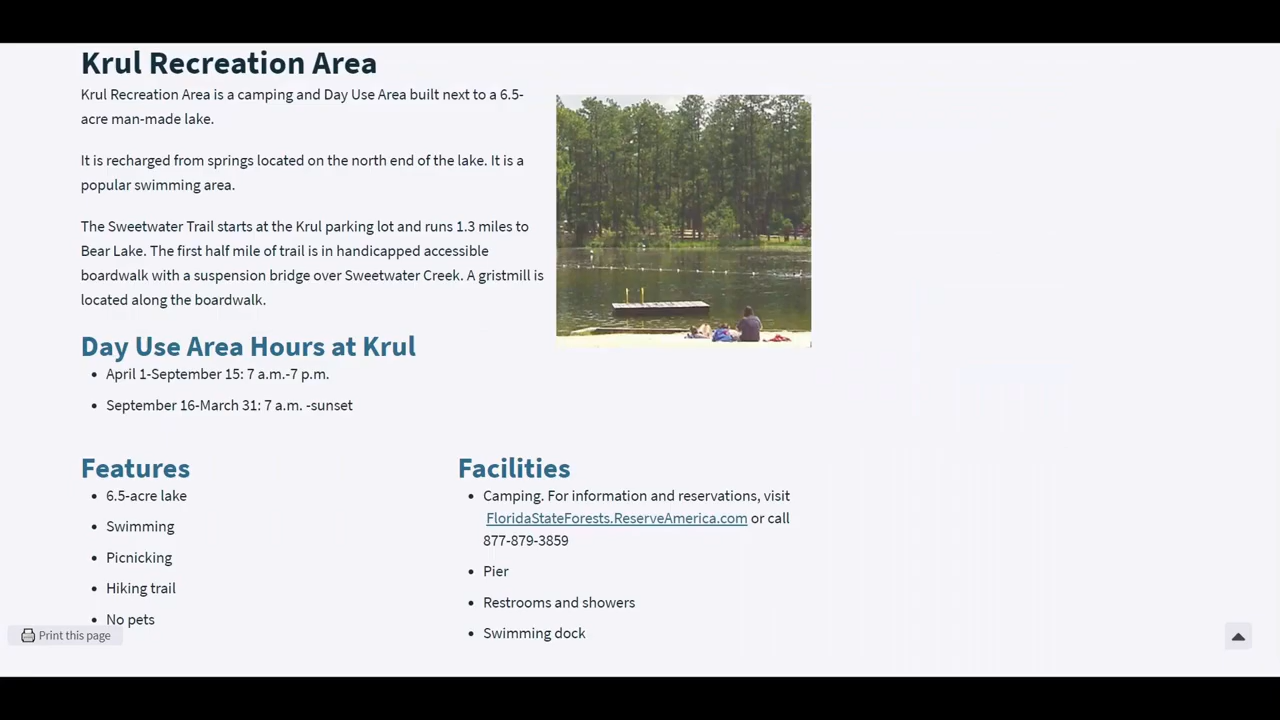 Krul Recreation Area
Krul Recreation Area is a camping and Day Use Area built next to a 6.5-
acre man-made lake.
It is recharged from springs located on the north end of the lake. It is a
popular swimming area.
The Sweetwater Trail starts at the Krul parking lot and runs 1.3 miles to
Bear Lake. The first half mile of trail is in handicapped accessible
boardwalk with a suspension bridge over Sweetwater Creek. A gristmill is
located along the boardwalk.
Day Use Area Hours at Krul
• April 1-September 15: 7 a.m.-7 p.m.
• September 16-March 31: 7 a.m. -sunset
Features
• 6.5-acre lake
• Swimming
• Picnicking
• Hiking trail
• No pets
Facilities
• Camping. For information and reservations, visit
FloridaStateForests.ReserveAmerica.com or call
877-879-3859
• Pier
• Restrooms and showers
• Swimming dock
Print this page